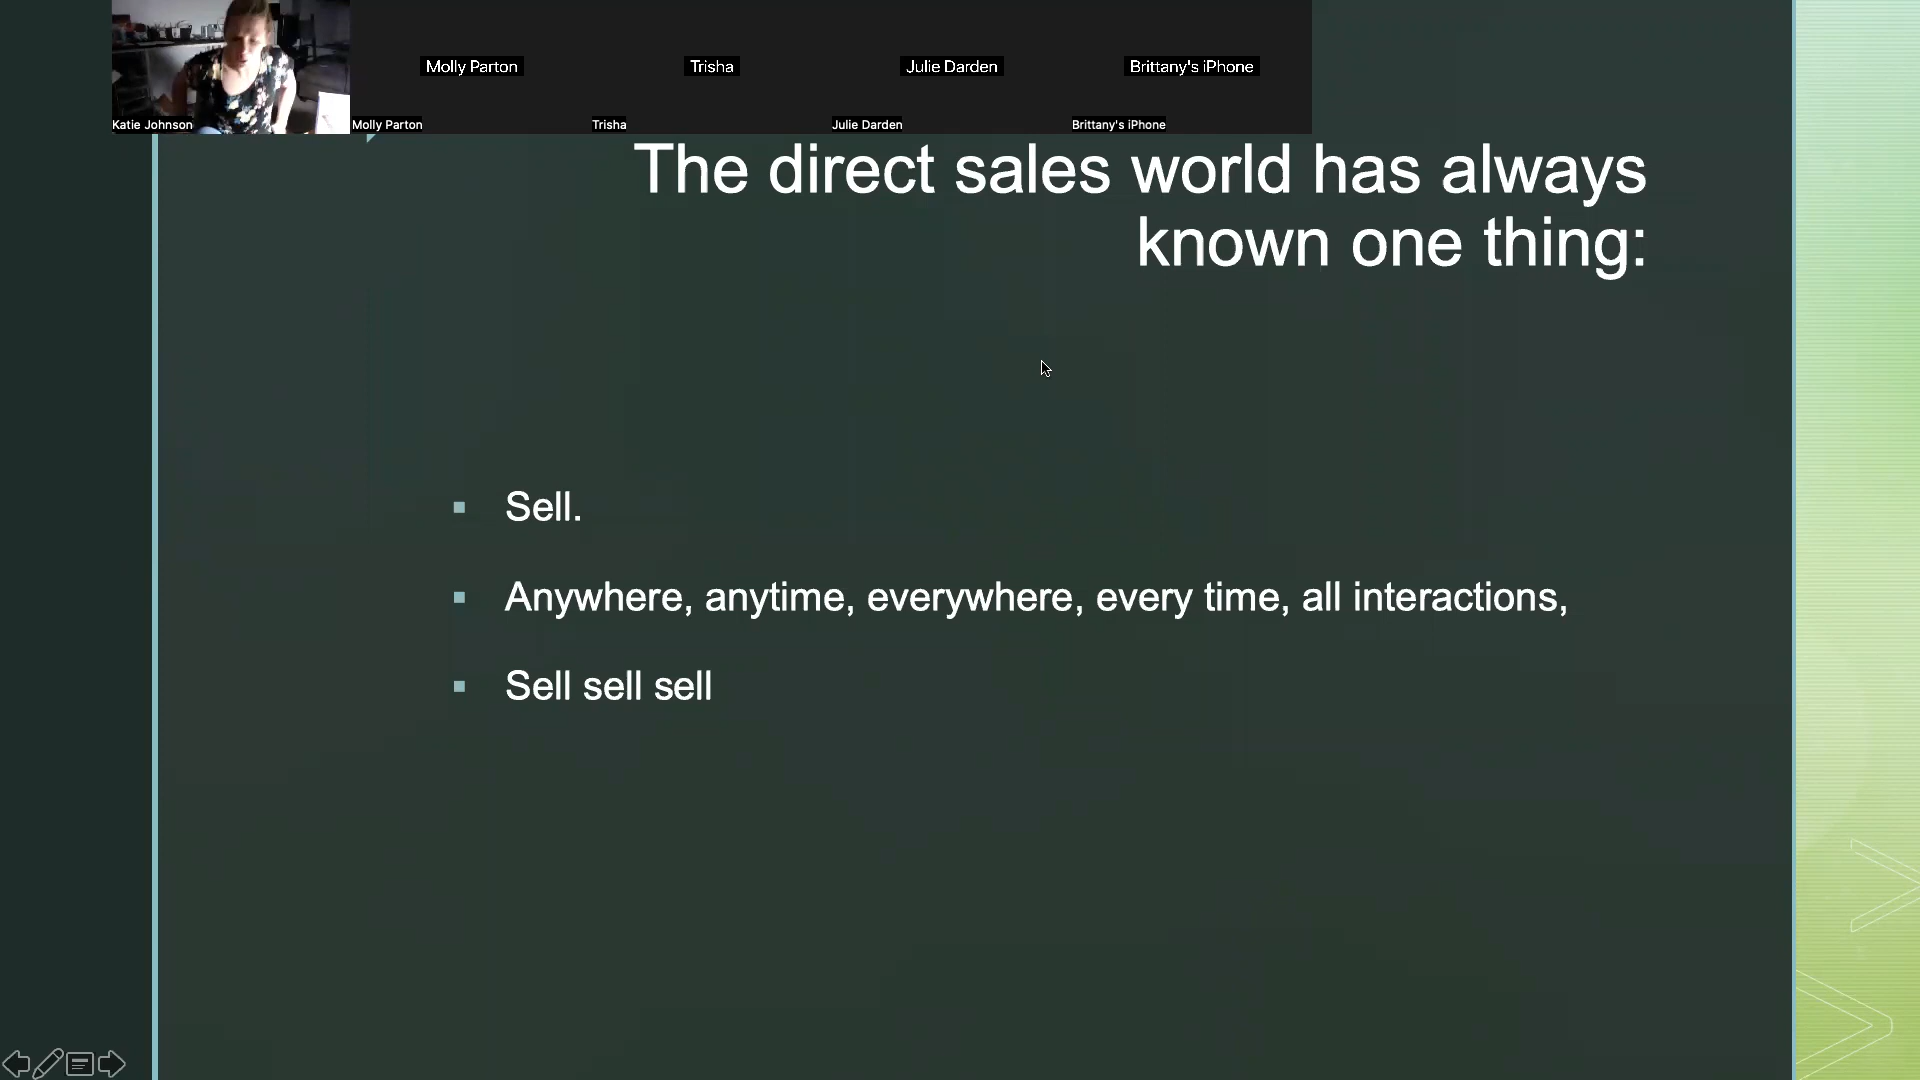 Molly Parton
Trisha
Julie Darden
Brittany's iPhone
Katie Johnson
Molly Parton
Trisha
Julie Darden
Brittany's iPhone
The direct sales world has always
known one thing:
Sell.
Anywhere, anytime, everywhere, every time, all interactions,
Sell sell sell